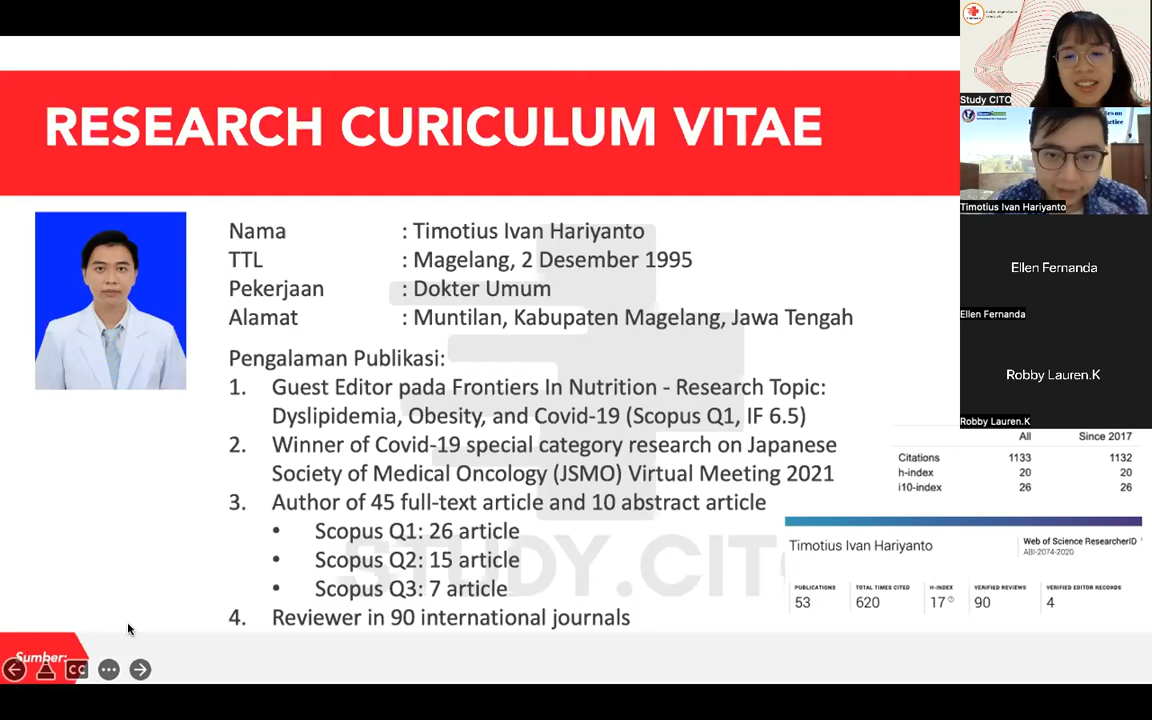 RESEARCH CURICULUM VITAE
Nama : Timotius Ivan Hariyanto
TTL : Magelang, 2 Desember 1995
Pekerjaan : Dokter Umum
Alamat : Muntilan, Kabupaten Magelang, Jawa Tengah
Pengalaman Publikasi:
1. Guest Editor pada Frontiers In Nutrition - Research Topic:
Dyslipidemia, Obesity, and Covid-19 (Scopus Q1, IF 6.5)
2. Winner of Covid-19 special category research on Japanese
Society of Medical Oncology (JSMO) Virtual Meeting 2021
3. Author of 45 full-text article and 10 abstract article
• Scopus Q1: 26 article
• Scopus Q2: 15 article
• Scopus Q3: 7 article
4. Reviewer in 90 international journals
STUDY.CITO
Sumber:
CC
Study CITO
Timotius Ivan Hariyanto
Ellen Fernanda
Ellen Fernanda
Robby Lauren.K
Robby Lauren.K
All Since 2017
Citations 1133 1132
h-index 20 20
i10-index 26 26
Timotius Ivan Hariyanto
Web of Science ResearcherID
ABI-2074-2020
PUBLICATIONS TOTAL TIMES CITED H-INDEX VERIFIED REVIEWS VERIFIED EDITOR RECORDS
53 620 17 90 4